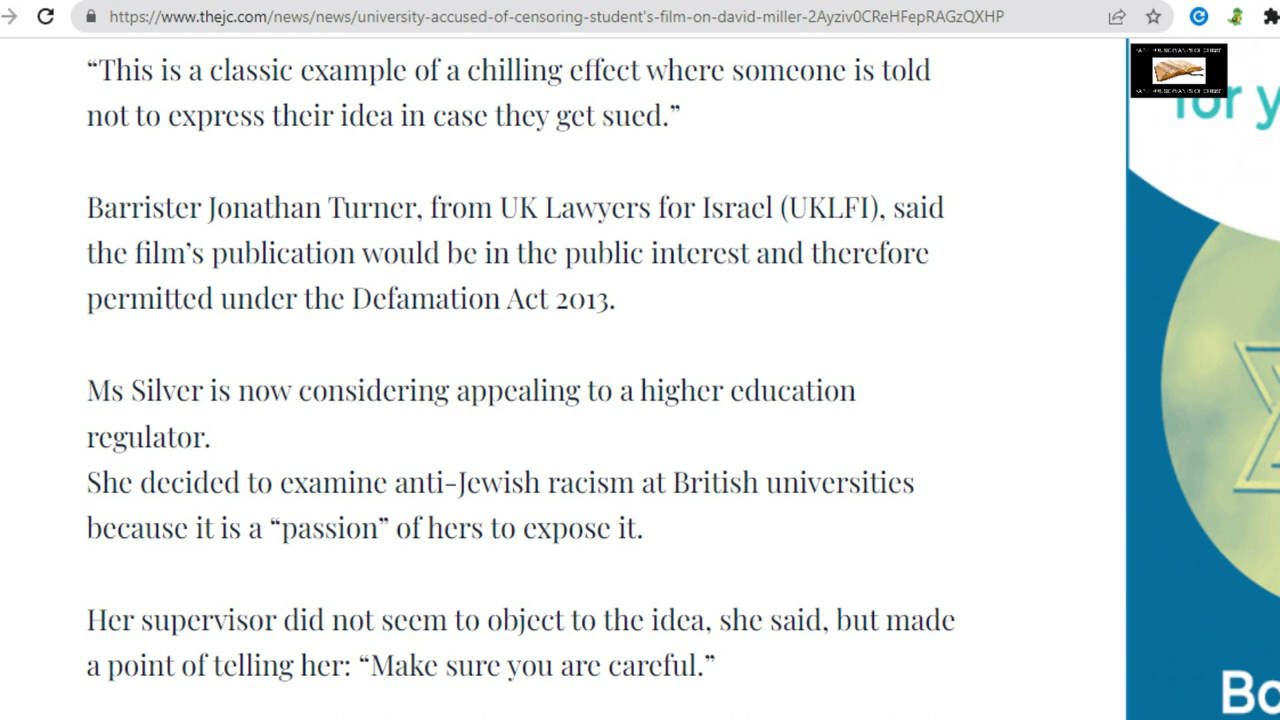 https://www.thejc.com/news/news/university-accused-of-censoring-student's-film-on-david-miller-2Ayziv0CReHFepRAGzQXHP
“This is a classic example of a chilling effect where someone is told
not to express their idea in case they get sued.”
Barrister Jonathan Turner, from UK Lawyers for Israel (UKLFI), said
the film’s publication would be in the public interest and therefore
permitted under the Defamation Act 2013.
Ms Silver is now considering appealing to a higher education
regulator.
She decided to examine anti-Jewish racism at British universities
because it is a “passion” of hers to expose it.
Her supervisor did not seem to object to the idea, she said, but made
a point of telling her: “Make sure you are careful.”
for y
Bo